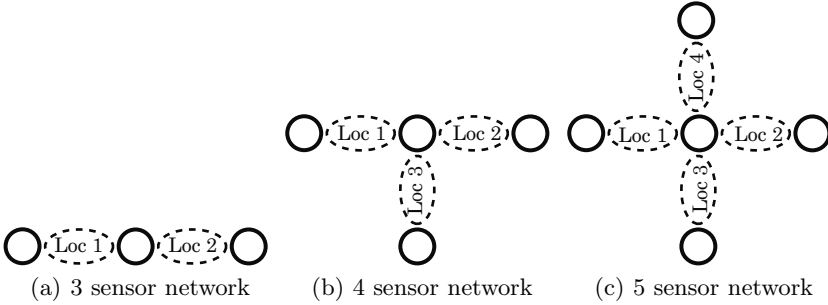 Loc 4
Loc 1
Loc 2
Loc 3
Loc 1
Loc 2
Loc 3
Loc 1
Loc 2
(a) 3 sensor network
(b) 4 sensor network
(c) 5 sensor network